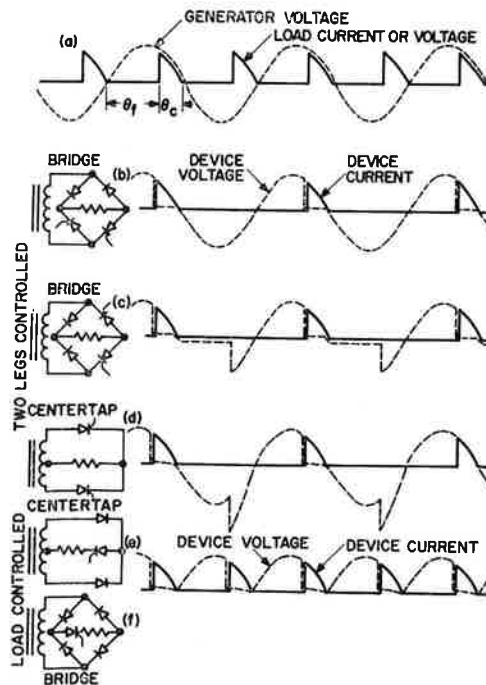 GENERATOR VOLTAGE
(a)
LOAD CURRENT OR VOLTAGE
θf
θc
BRIDGE
(b)
DEVICE VOLTAGE
DEVICE CURRENT
BRIDGE
(c)
TWO LEGS CONTROLLED
CENTERTAP
(d)
CENTERTAP
(e)
DEVICE VOLTAGE
DEVICE CURRENT
LOAD CONTROLLED
(f)
BRIDGE